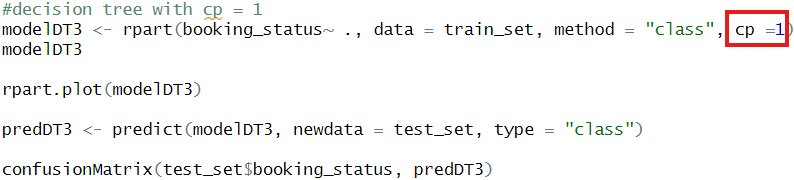 #decision tree with cp = 1
modelDT3 <- rpart(booking_status~ ., data = train_set, method = "class", cp =1)
modelDT3
rpart.plot(modelDT3)
predDT3 <- predict(modelDT3, newdata = test_set, type = "class")
confusionMatrix(test_set$booking_status, predDT3)